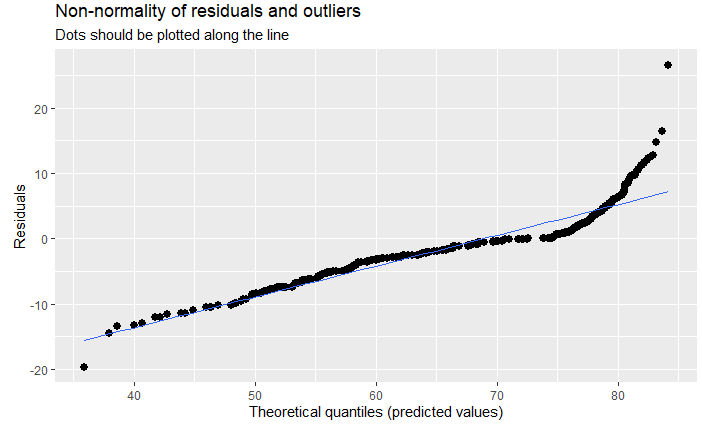 Non-normality of residuals and outliers
Dots should be plotted along the line
Residuals
20
10
0
-10
-20
40
50
60
70
80
Theoretical quantiles (predicted values)